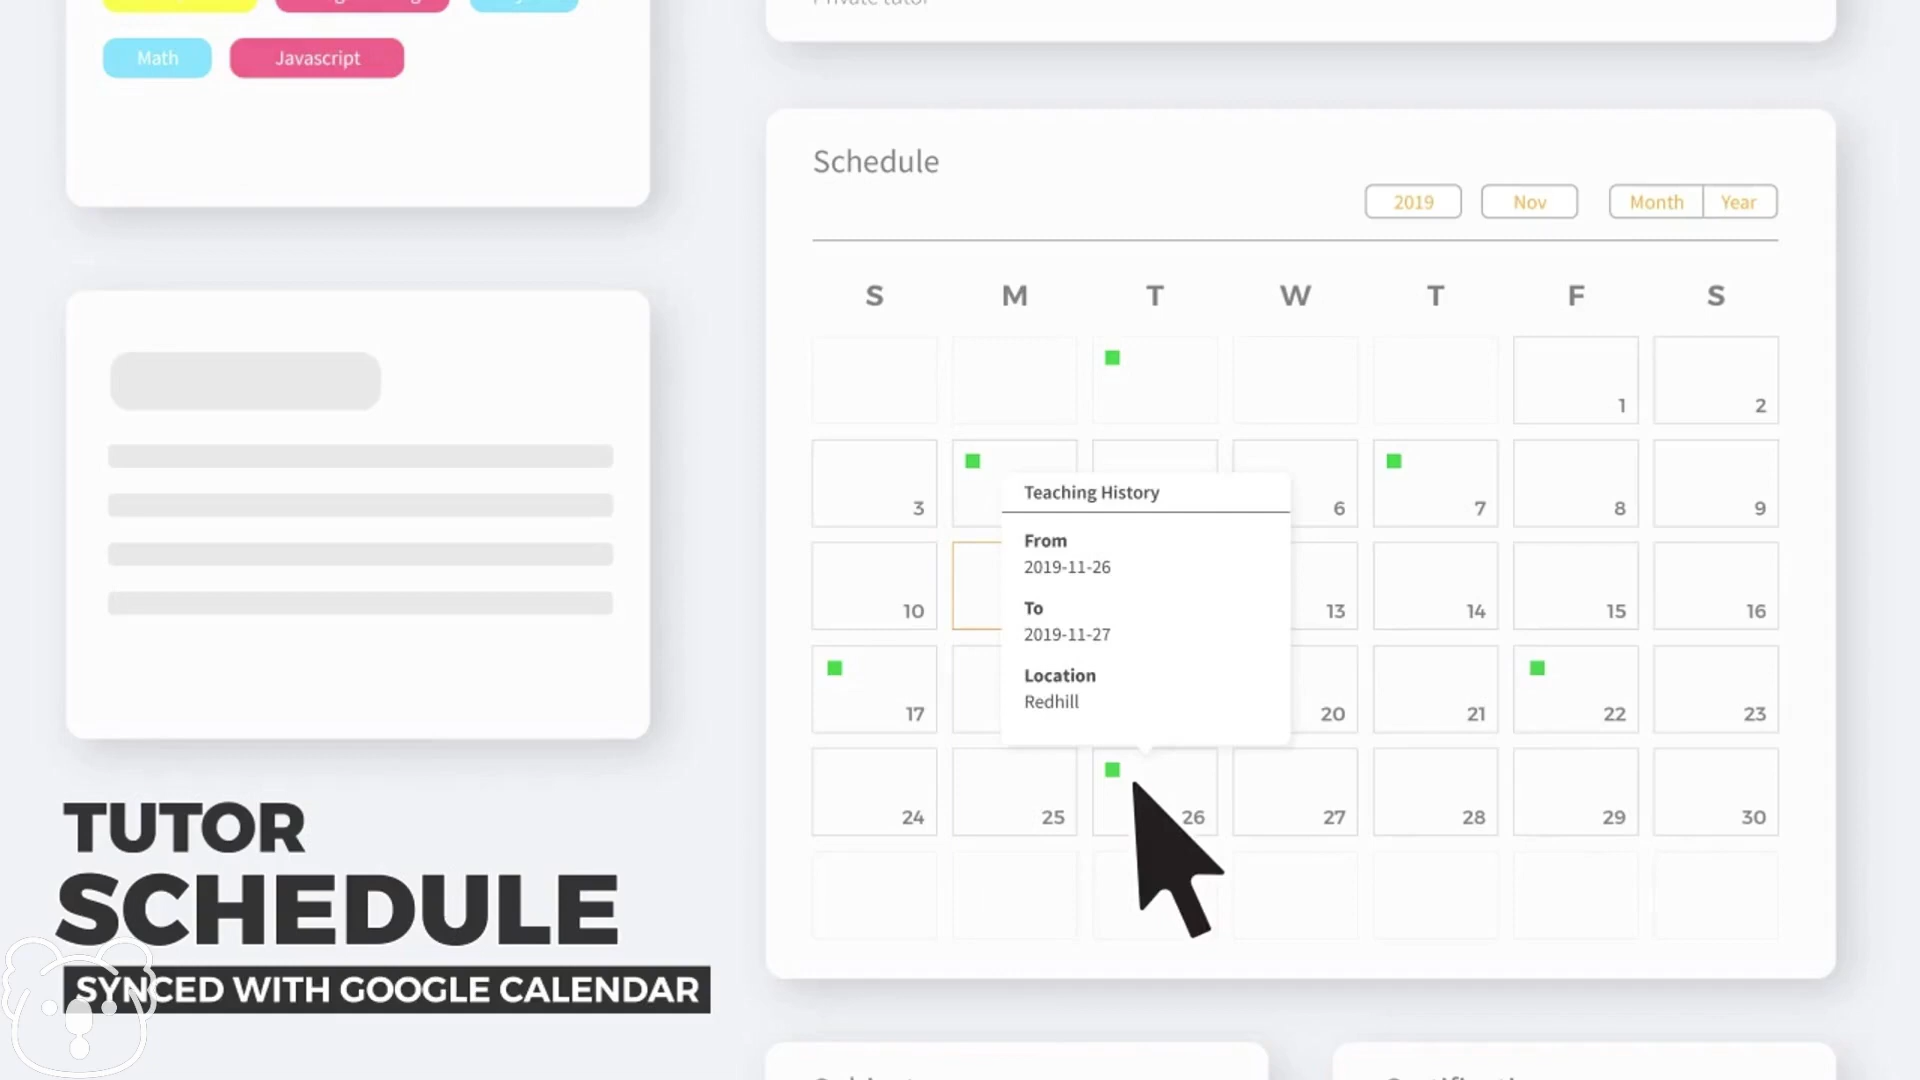 Private tutor
Math Javascript
Schedule
2019 Nov Month Year
S M T W T F S
1 2
3 6 7 8 9
Teaching History
From
2019-11-26
To
2019-11-27
Location
Redhill
10 13 14 15 16
17 20 21 22 23
24 25 26 27 28 29 30
TUTOR
SCHEDULE
SYNCED WITH GOOGLE CALENDAR